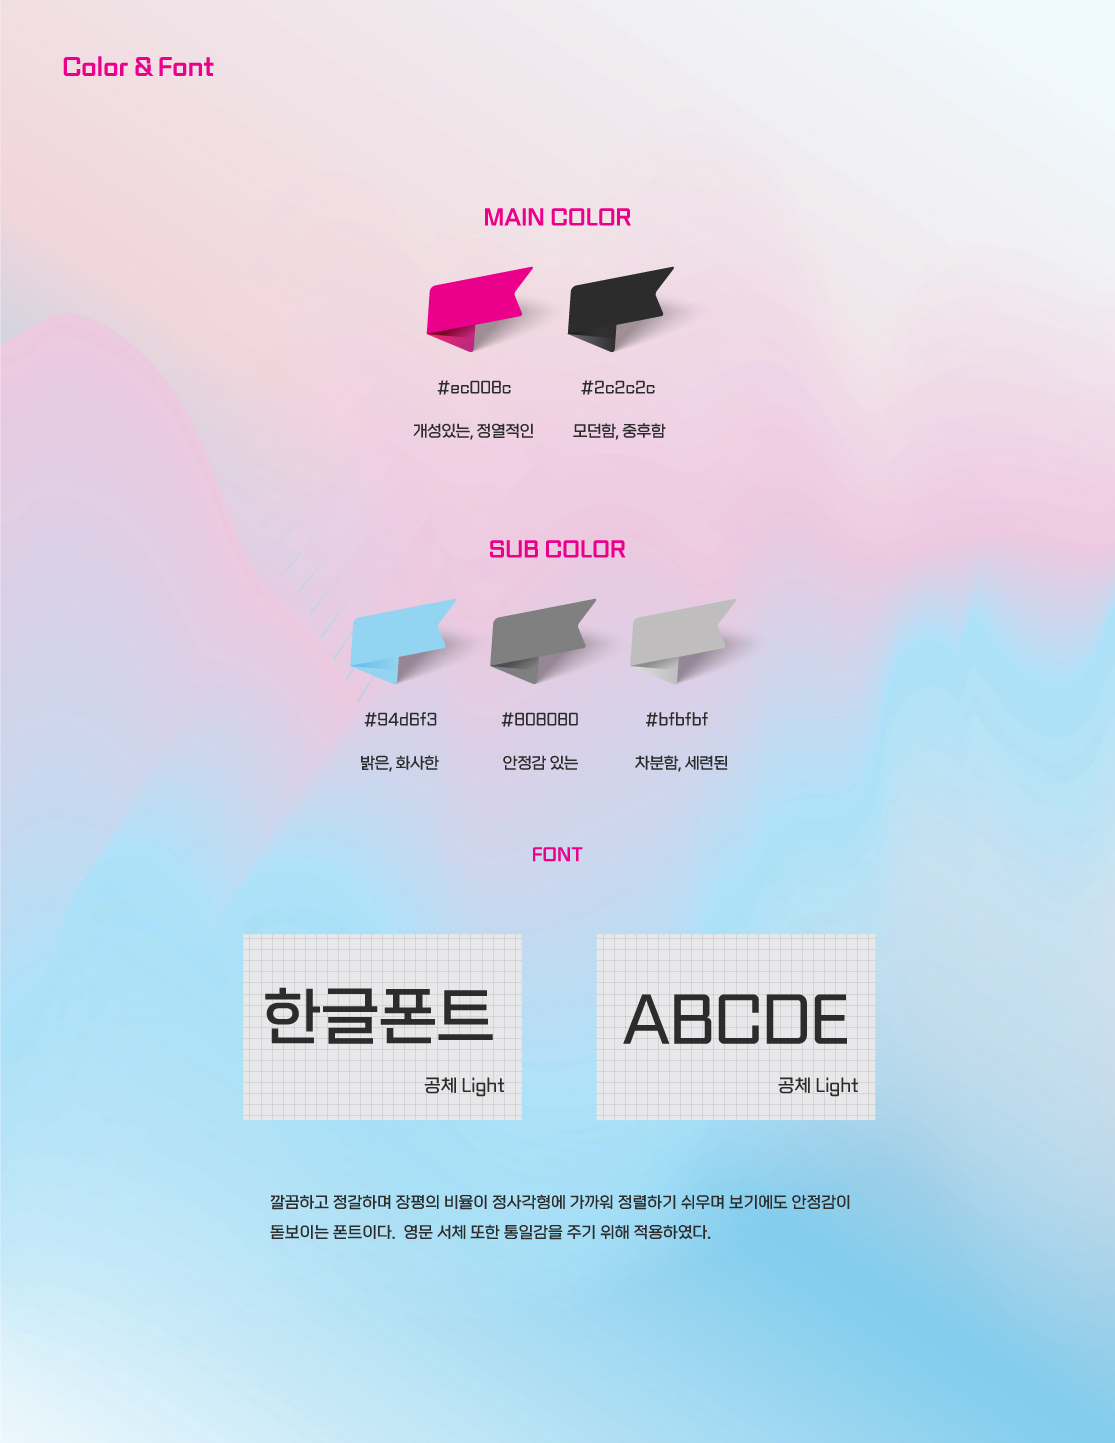 Color & Font
MAIN COLOR
#ec008c
#2c2c2c
개성있는, 정열적인
모던함, 중후함
SUB COLOR
#94d6f3
#808080
#bfbfbf
밝은, 화사한
안정감 있는
차분함, 세련된
FONT
한글폰트
공체 Light
ABCDE
공체 Light
깔끔하고 정갈하며 장평의 비율이 정사각형에 가까워 정렬하기 쉬우며 보기에도 안정감이
돋보이는 폰트이다. 영문 서체 또한 통일감을 주기 위해 적용하였다.